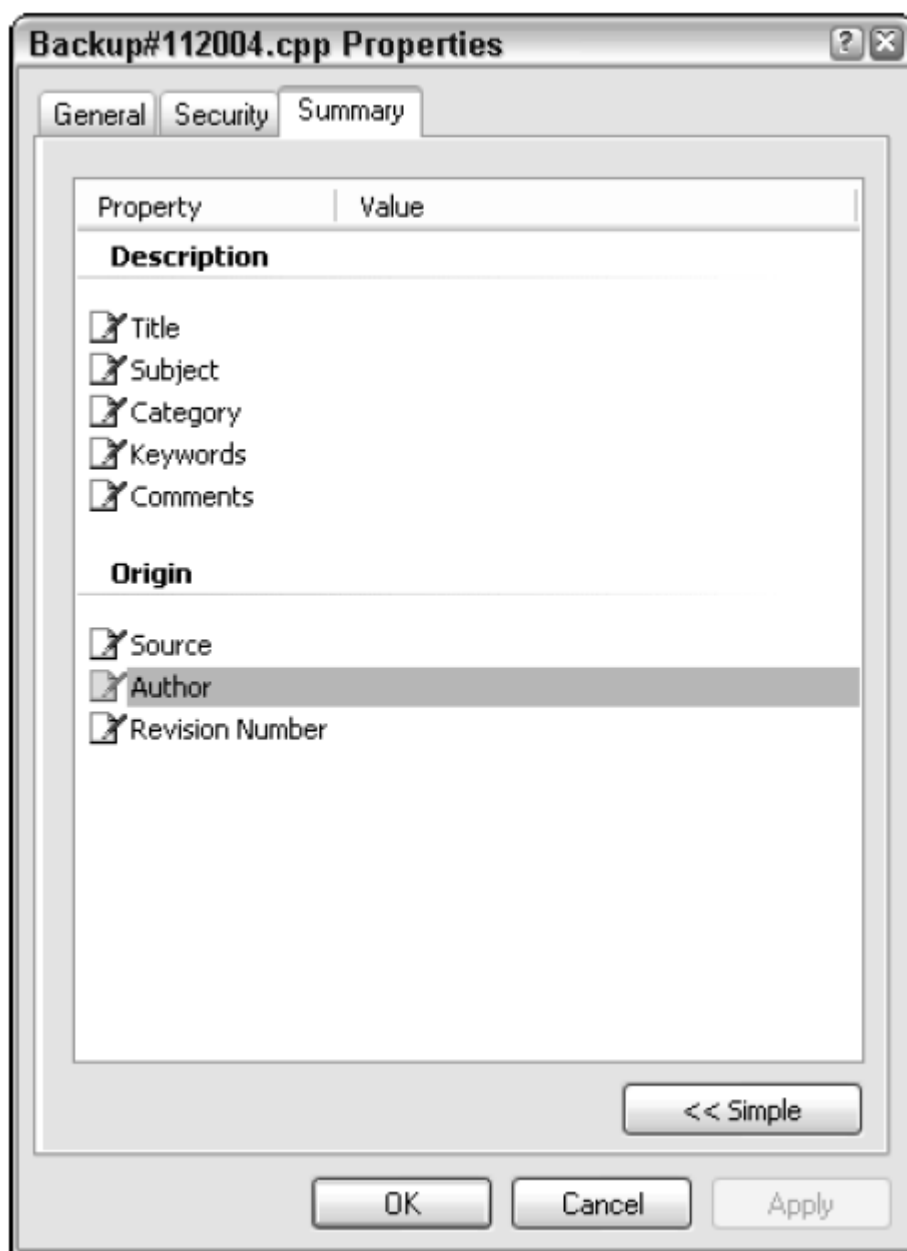 Backup#112004.cpp Properties
General Security Summary
Property Value
Description
Title
Subject
Category
Keywords
Comments
Origin
Source
Author
Revision Number
<< Simple
OK Cancel Apply